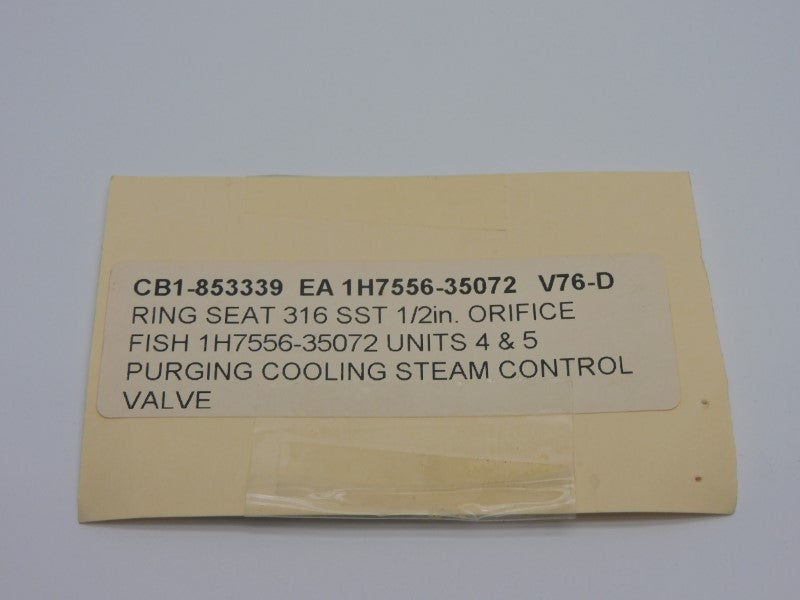 CB1-853339 EA 1H7556-35072 V76-D
RING SEAT 316 SST 1/2in. ORIFICE
FISH 1H7556-35072 UNITS 4 & 5
PURGING COOLING STEAM CONTROL
VALVE